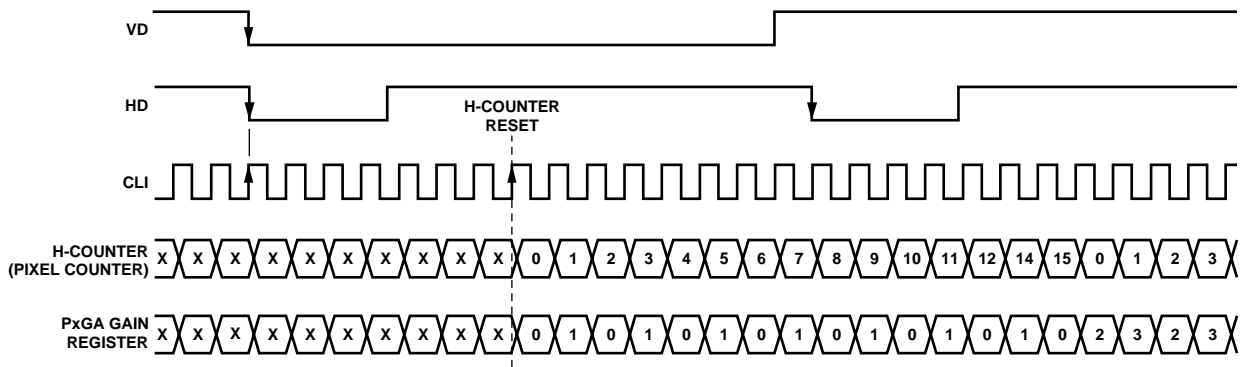 VD
HD
H-COUNTER
RESET
CLI
H-COUNTER
(PIXEL COUNTER)
X X X X X X X X X X 0 1 2 3 4 5 6 7 8 9 10 11 12 14 15 0 1 2 3
PxGA GAIN
REGISTER
X X X X X X X X X X 0 1 0 1 0 1 0 1 0 1 0 1 0 1 0 2 3 2 3